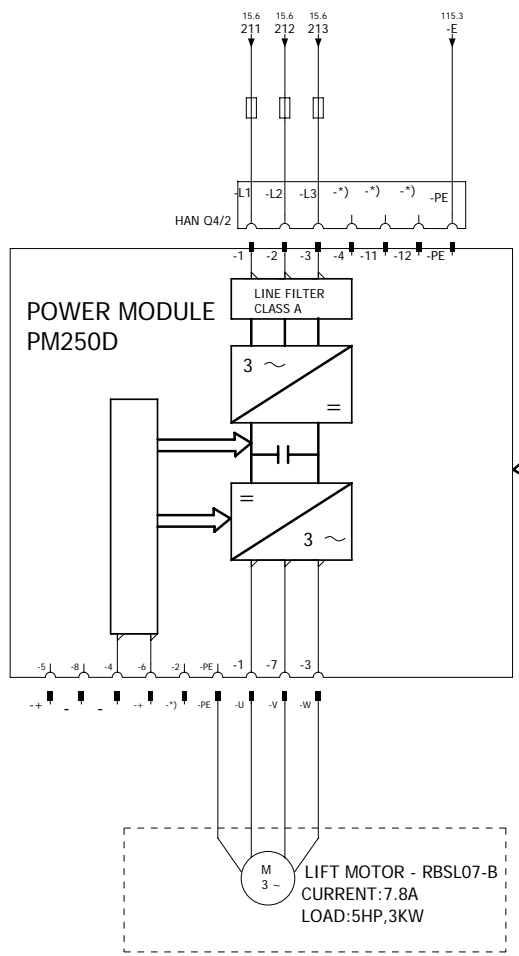 15.6 15.6 15.6 115.3
211 212 213 -E
-L1 -L2 -L3 -*) -*) -*) -PE
HAN Q4/2
-1 -2 -3 -4 -11 -12 -PE
LINE FILTER
CLASS A
POWER MODULE
PM250D
3 ~
=
=
3 ~
-5 -8 -4 -6 -2 -PE -1 -7 -3
-+ - - -+ -*) -PE -U -V -W
M
3 ~
LIFT MOTOR - RBSL07-B
CURRENT:7.8A
LOAD:5HP,3KW